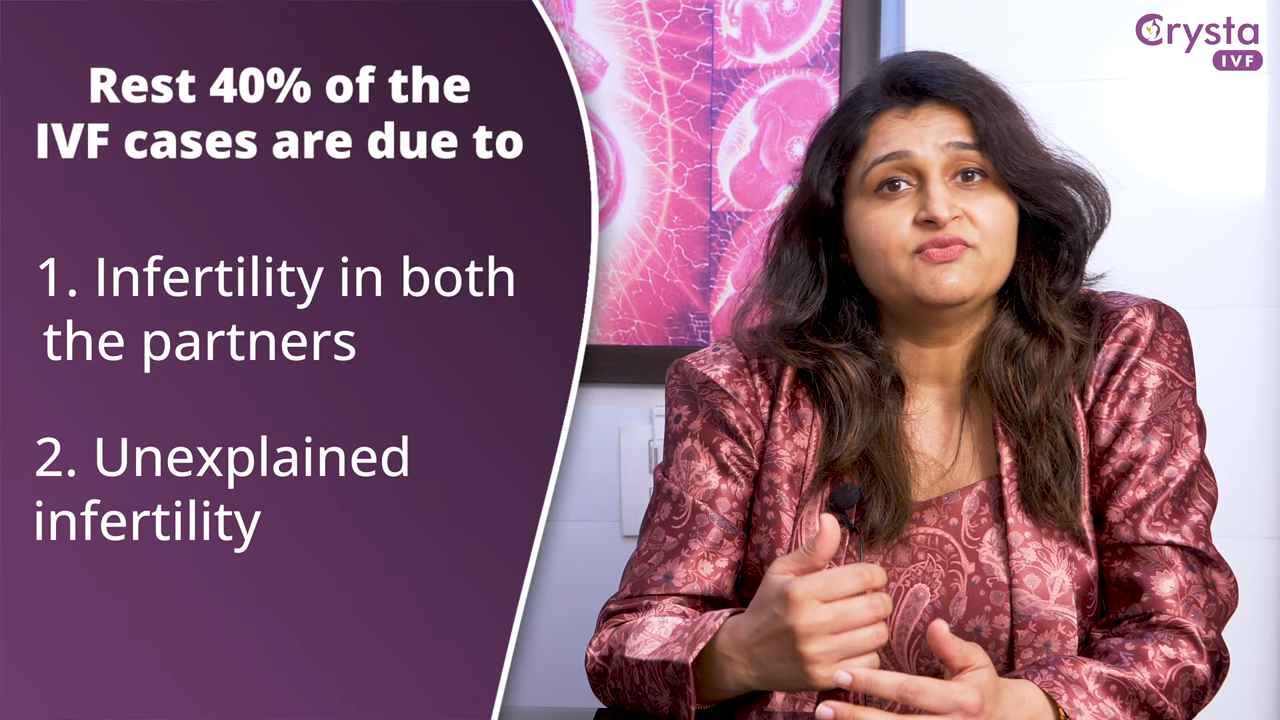 Rest 40% of the
IVF cases are due to
1. Infertility in both
the partners
2. Unexplained
infertility
Crysta
IVF